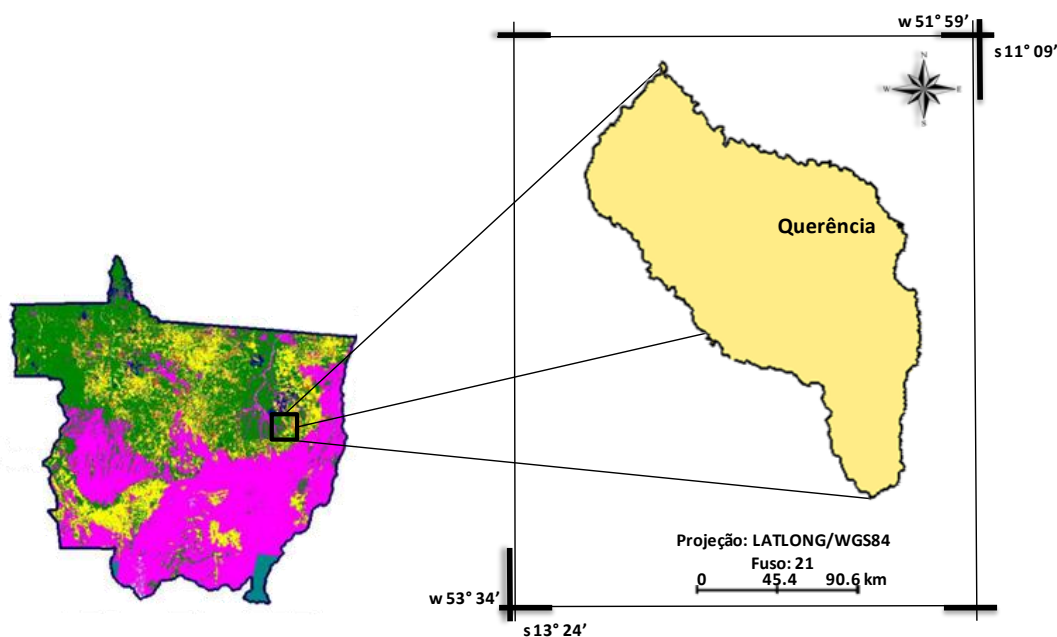 w 51° 59’
s 11° 09’
N
W E
S
Querência
Projeção: LATLONG/WGS84
Fuso: 21
0 45.4 90.6 km
w 53° 34’
s 13° 24’